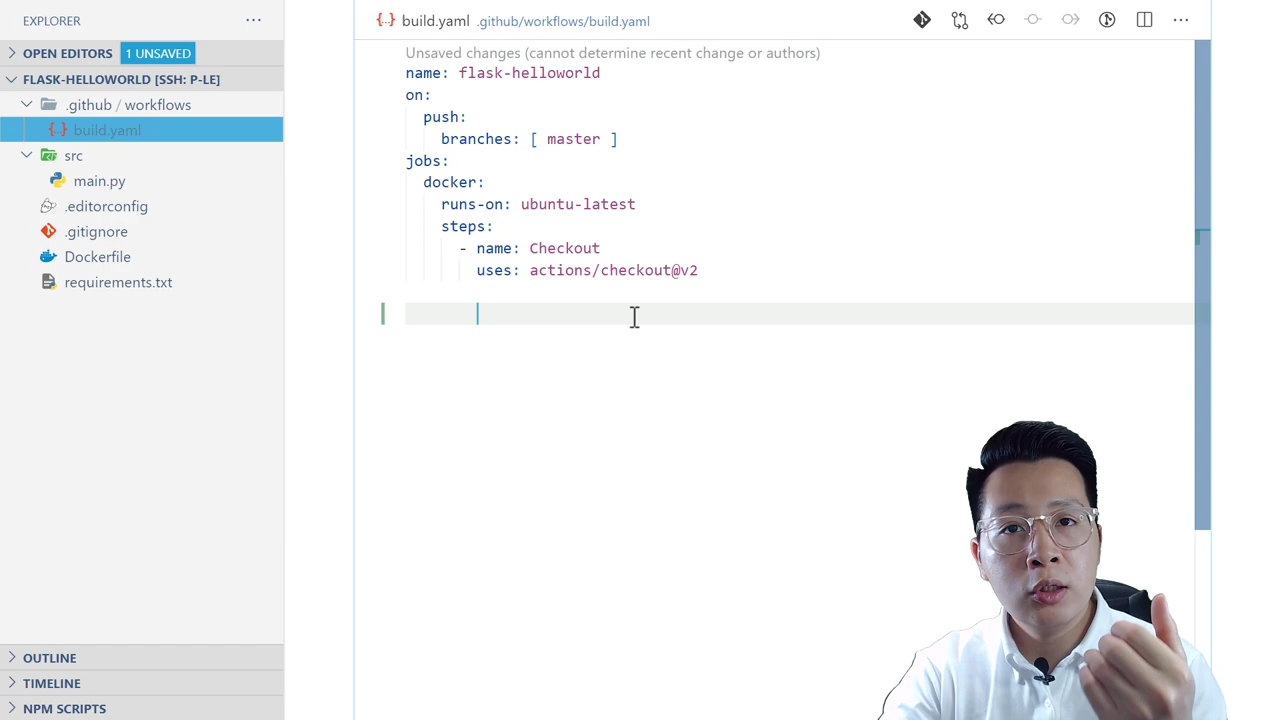 EXPLORER
OPEN EDITORS 1 UNSAVED
FLASK-HELLOWORLD [SSH: P-LE]
.github / workflows
{..} build.yaml
src
main.py
.editorconfig
.gitignore
Dockerfile
requirements.txt
OUTLINE
TIMELINE
NPM SCRIPTS
{..} build.yaml .github/workflows/build.yaml
Unsaved changes (cannot determine recent change or authors)
name: flask-helloworld
on:
push:
branches: [ master ]
jobs:
docker:
runs-on: ubuntu-latest
steps:
- name: Checkout
uses: actions/checkout@v2